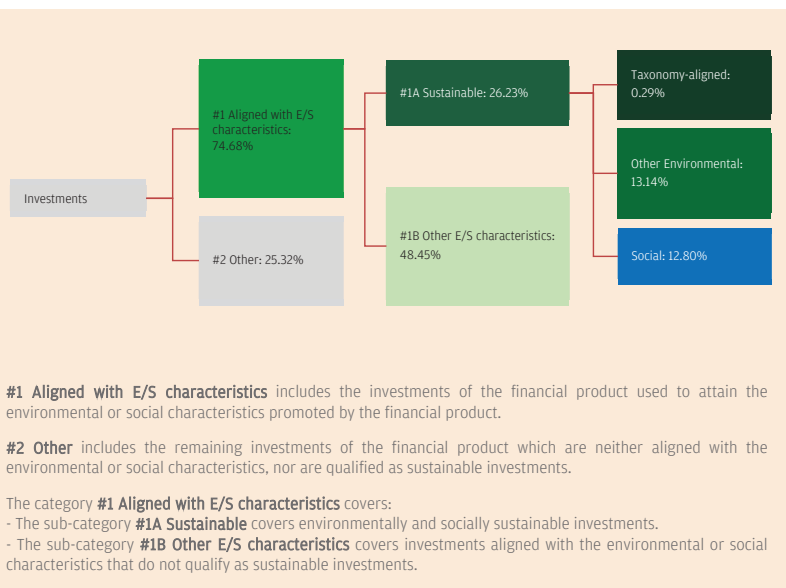 Investments
#1 Aligned with E/S
characteristics:
74.68%
#2 Other: 25.32%
#1A Sustainable: 26.23%
#1B Other E/S characteristics:
48.45%
Taxonomy-aligned:
0.29%
Other Environmental:
13.14%
Social: 12.80%
#1 Aligned with E/S characteristics includes the investments of the financial product used to attain the
environmental or social characteristics promoted by the financial product.
#2 Other includes the remaining investments of the financial product which are neither aligned with the
environmental or social characteristics, nor are qualified as sustainable investments.
The category #1 Aligned with E/S characteristics covers:
- The sub-category #1A Sustainable covers environmentally and socially sustainable investments.
- The sub-category #1B Other E/S characteristics covers investments aligned with the environmental or social
characteristics that do not qualify as sustainable investments.